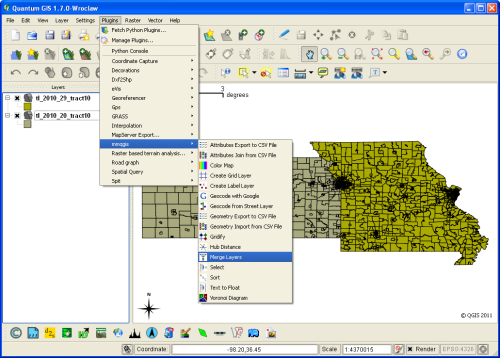 Quantum GIS 1.7.0-Wroclaw
File Edit View Layer Settings Plugins Raster Vector Help
Fetch Python Plugins...
Manage Plugins...
Python Console
Coordinate Capture
Decorations
Dxf2Shp
eVis
Georeferencer
Gps
GRASS
Interpolation
MapServer Export...
mmqgis
Raster based terrain analysis...
Road graph
Spatial Query
Spit
Layers
tl_2010_29_tract10
tl_2010_20_tract10
3
degrees
Attributes Export to CSV File
Attributes Join from CSV File
Color Map
Create Grid Layer
Create Label Layer
Geocode with Google
Geocode from Street Layer
Geometry Export to CSV File
Geometry Import from CSV File
Gridify
Hub Distance
Merge Layers
Select
Sort
Text to Float
Voronoi Diagram
© QGIS 2011
Coordinate -98.20,36.45 Scale 1:4370015 Render EPSG:4326